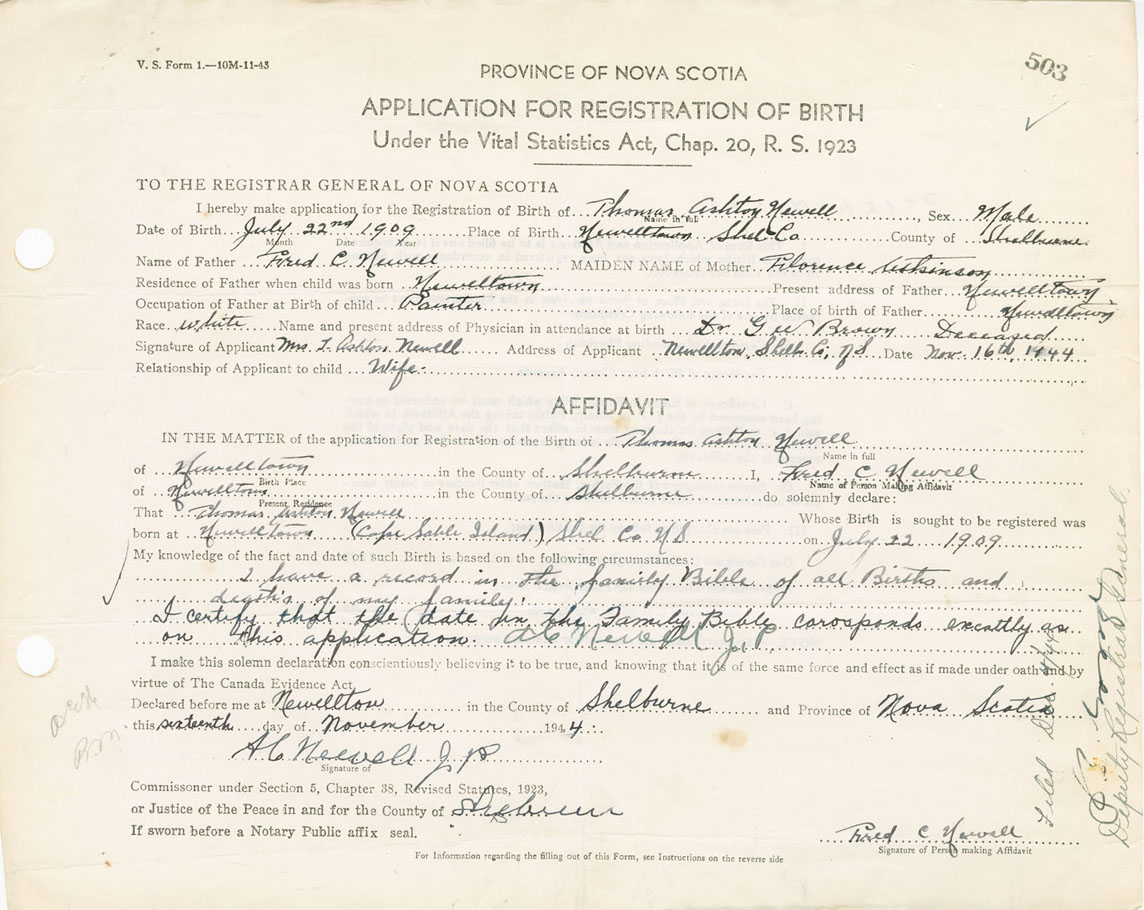 V. S. Form 1.—10M-11-43
503
PROVINCE OF NOVA SCOTIA
APPLICATION FOR REGISTRATION OF BIRTH
Under the Vital Statistics Act, Chap. 20, R. S. 1923
TO THE REGISTRAR GENERAL OF NOVA SCOTIA
I hereby make application for the Registration of Birth of Thomas Ashton Newell, Sex Male
Name in full
Date of Birth July 22nd 1909 Place of Birth Newelltown Shel Co County of Shelburne
Month Date Year
Name of Father Fred C. Newell MAIDEN NAME of Mother Florence Atkinson
Residence of Father when child was born Newelltown Present address of Father Newelltown
Occupation of Father at Birth of child Painter Place of birth of Father Newelltown
Race White Name and present address of Physician in attendance at birth Dr G W Brown Deceased
Signature of Applicant Mrs T. Ashton Newell Address of Applicant Newellton, Shelb. Co, N S Date Nov. 16th, 1944
Relationship of Applicant to child Wife-
AFFIDAVIT
IN THE MATTER of the application for Registration of the Birth of Thomas Ashton Newell
Name in full
of Newelltown in the County of Shelburne I, Fred C Newell
Birth Place Name of Person Making Affidavit
of Newelltown in the County of Shelburne do solemnly declare:
Present Residence
That Thomas Ashton Newell Whose Birth is sought to be registered was
born at Newelltown (Cape Sable Island) Shel Co N S on July 22 1909
My knowledge of the fact and date of such Birth is based on the following circumstances:
I have a record in the family Bible of all Births and
deaths of my family.
I certify that the date in the Family Bible corosponds exactly as
on this application. A C Newell J. P.
I make this solemn declaration conscientiously believing it to be true, and knowing that it is of the same force and effect as if made under oath and by
virtue of The Canada Evidence Act.
Declared before me at Newellton in the County of Shelburne and Province of Nova Scotia
this sixteenth day of November 1944.
A C Newell J. P.
Signature of
Commissioner under Section 5, Chapter 38, Revised Statutes, 1923,
or Justice of the Peace in and for the County of Shelburne
If sworn before a Notary Public affix seal.
Fred C Newell
Signature of Person making Affidavit
For Information regarding the filling out of this Form, see Instructions on the reverse side
Filed Dec.
Deputy Registrar General.